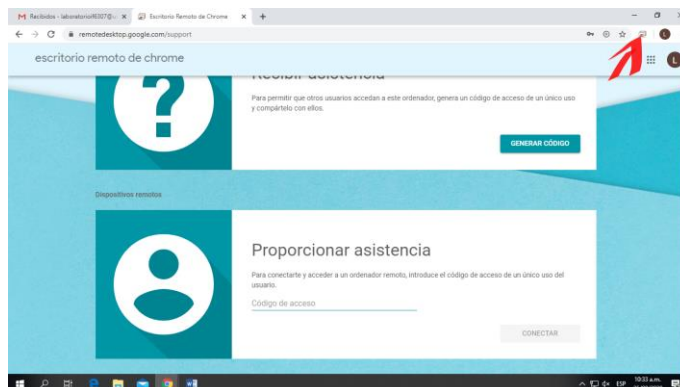 Escritorio Remoto de Chrome
remotedesktop.google.com/support
escritorio remoto de chrome
Recibir asistencia
Para permitir que otros usuarios accedan a este ordenador, genera un código de acceso de un único uso
y compártelo con ellos.
GENERAR CÓDIGO
Dispositivos remotos
Proporcionar asistencia
Para conectarte y acceder a un ordenador remoto, introduce el código de acceso de un único uso del
usuario.
Código de acceso
CONECTAR
ESP
10:33 a.m.